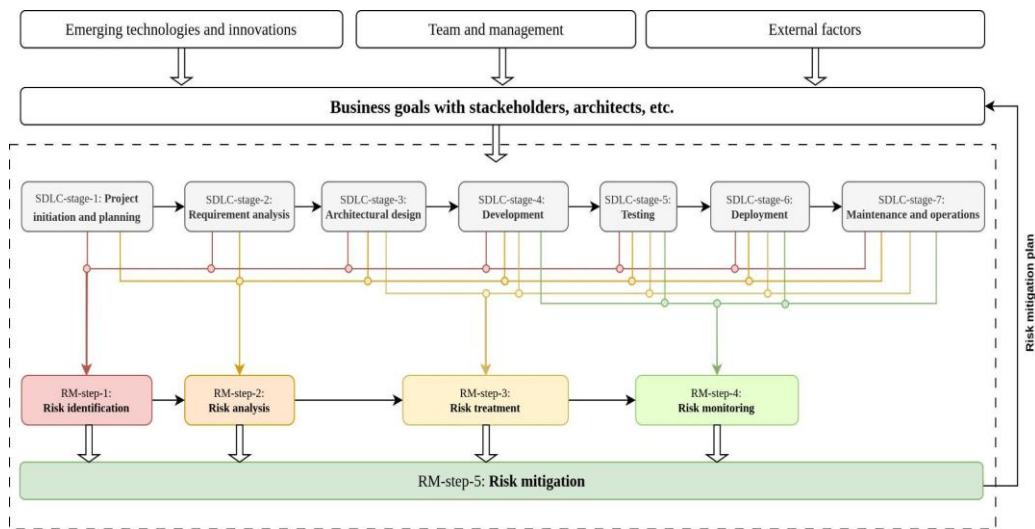 Emerging technologies and innovations
Team and management
External factors
Business goals with stackeholders, architects, etc.
SDLC-stage-1: Project
initiation and planning
SDLC-stage-2:
Requirement analysis
SDLC-stage-3:
Architectural design
SDLC-stage-4:
Development
SDLC-stage-5:
Testing
SDLC-stage-6:
Deployment
SDLC-stage-7:
Maintenance and operations
Risk mitigation plan
RM-step-1:
Risk identification
RM-step-2:
Risk analysis
RM-step-3:
Risk treatment
RM-step-4:
Risk monitoring
RM-step-5: Risk mitigation